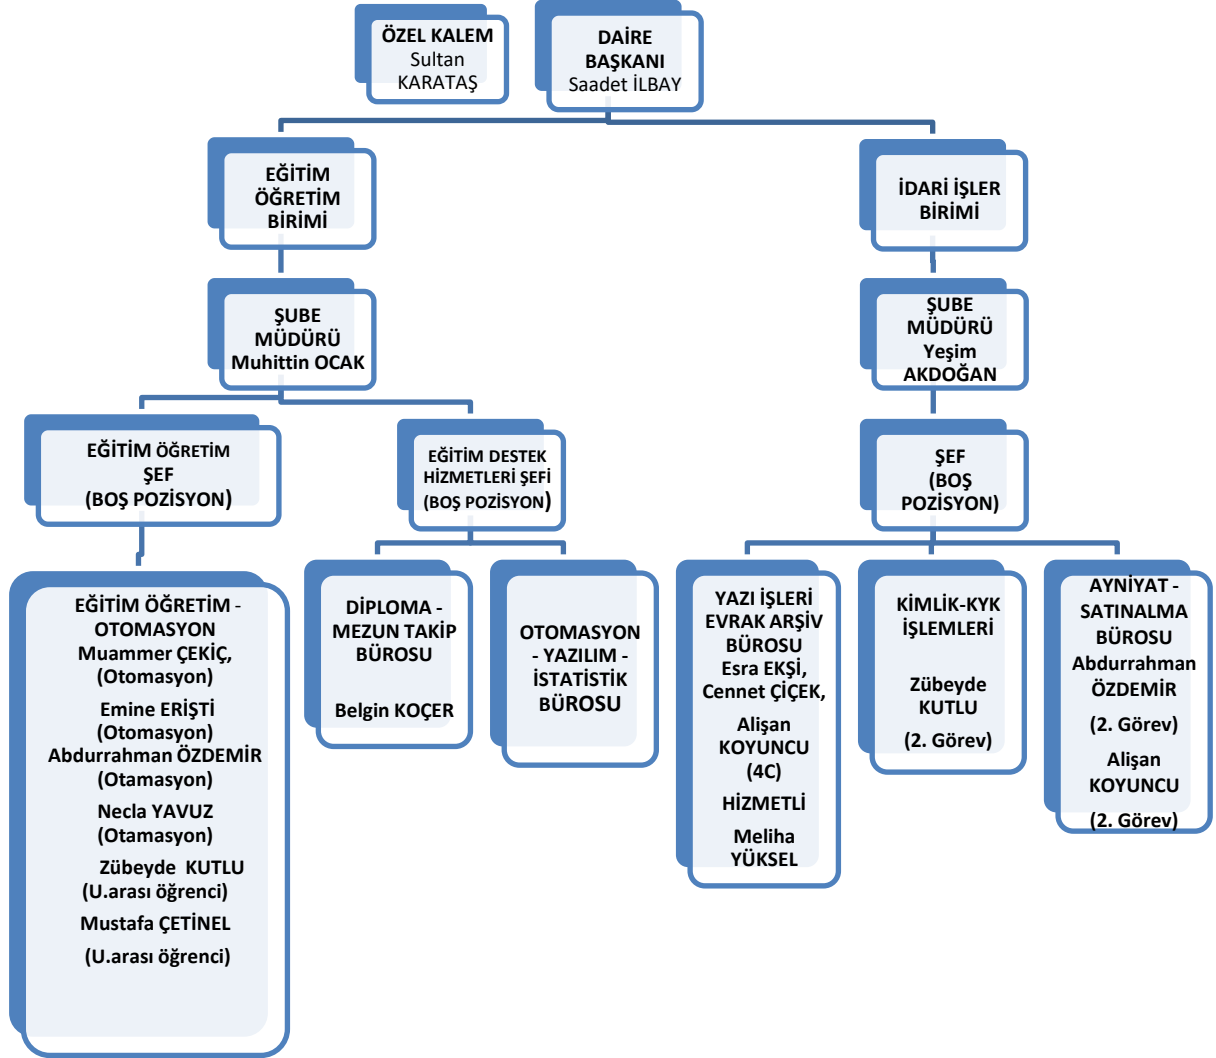 ÖZEL KALEM
Sultan
KARATAŞ
DAİRE
BAŞKANI
Saadet İLBAY
EĞİTİM
ÖĞRETİM
BİRİMİ
İDARİ İŞLER
BİRİMİ
ŞUBE
MÜDÜRÜ
Muhittin OCAK
ŞUBE
MÜDÜRÜ
Yeşim
AKDOĞAN
EĞİTİM ÖĞRETİM
ŞEF
(BOŞ POZİSYON)
EĞİTİM DESTEK
HİZMETLERİ ŞEFİ
(BOŞ POZİSYON)
ŞEF
(BOŞ
POZİSYON)
EĞİTİM ÖĞRETİM -
OTOMASYON
Muammer ÇEKİÇ,
(Otomasyon)
Emine ERİŞTİ
(Otomasyon)
Abdurrahman ÖZDEMİR
(Otamasyon)
Necla YAVUZ
(Otamasyon)
Zübeyde  KUTLU
(U.arası öğrenci)
Mustafa ÇETİNEL
(U.arası öğrenci)
DİPLOMA -
MEZUN TAKİP
BÜROSU
Belgin KOÇER
OTOMASYON
- YAZILIM -
İSTATİSTİK
BÜROSU
YAZI İŞLERİ
EVRAK ARŞİV
BÜROSU
Esra EKŞİ,
Cennet ÇİÇEK,
Alişan
KOYUNCU
(4C)
HİZMETLİ
Meliha
YÜKSEL
KİMLİK-KYK
İŞLEMLERİ
Zübeyde
KUTLU
(2. Görev)
AYNİYAT -
SATINALMA
BÜROSU
Abdurrahman
ÖZDEMİR
(2. Görev)
Alişan
KOYUNCU
(2. Görev)